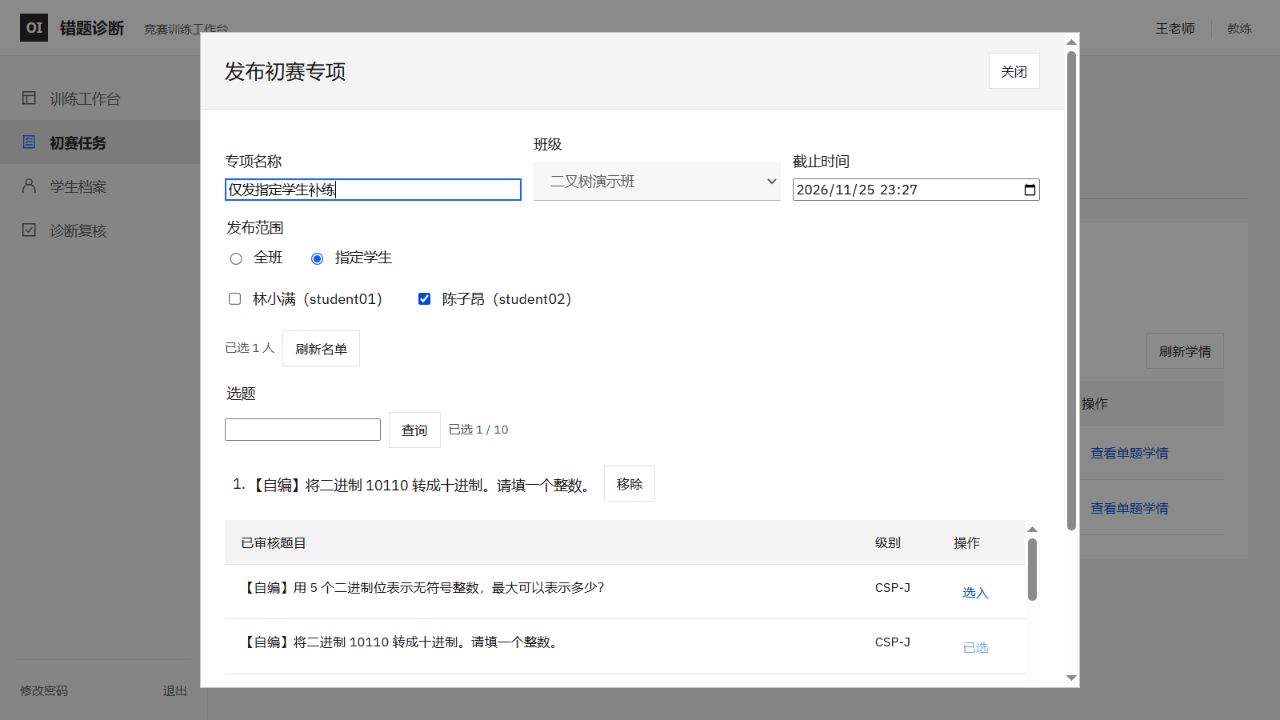 OI 错题诊断 竞赛训练工作台 王老师 教练
发布初赛专项 关闭
训练工作台
初赛任务
学生档案
诊断复核
修改密码 退出
专项名称 班级 截止时间
仅发指定学生补练 二叉树演示班 2026/11/25 23:27
发布范围
全班 指定学生
林小满（student01） 陈子昂（student02）
已选 1 人 刷新名单
选题
查询 已选 1 / 10
1. 【自编】将二进制 10110 转成十进制。请填一个整数。 移除
已审核题目 级别 操作
【自编】用 5 个二进制位表示无符号整数，最大可以表示多少？ CSP-J 选入
【自编】将二进制 10110 转成十进制。请填一个整数。 CSP-J 已选
刷新学情
操作
查看单题学情
查看单题学情